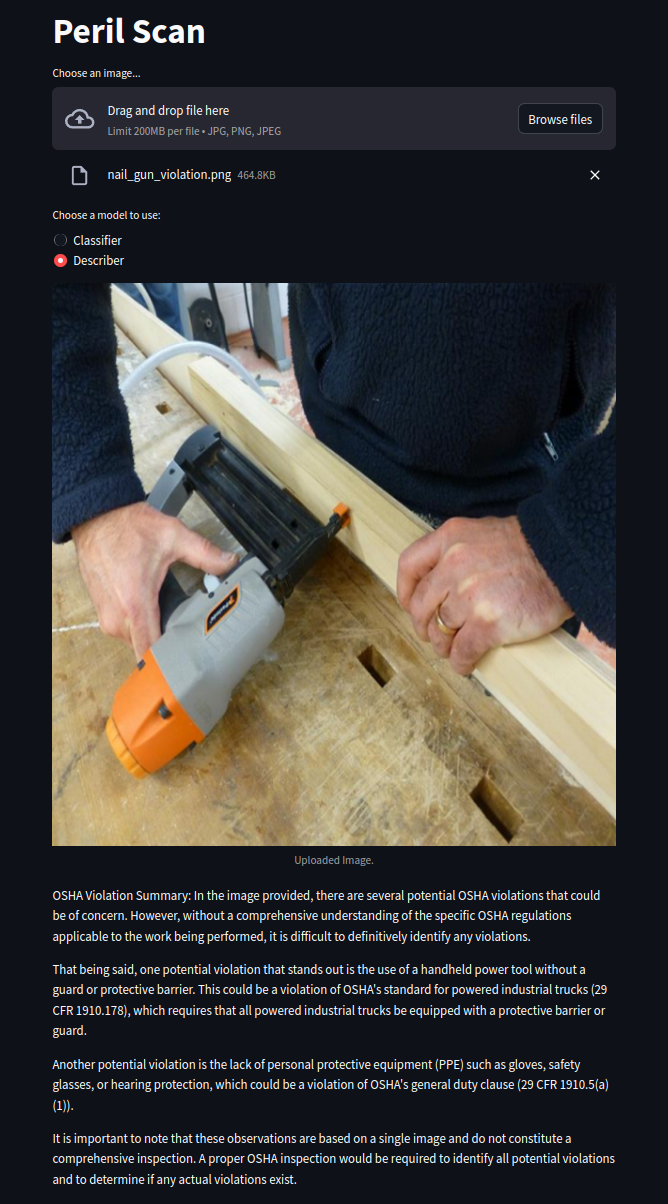 Peril Scan
Choose an image...
Drag and drop file here
Limit 200MB per file • JPG, PNG, JPEG
Browse files
nail_gun_violation.png 464.8KB
Choose a model to use:
Classifier
Describer
Uploaded Image.
OSHA Violation Summary: In the image provided, there are several potential OSHA violations that could
be of concern. However, without a comprehensive understanding of the specific OSHA regulations
applicable to the work being performed, it is difficult to definitively identify any violations.
That being said, one potential violation that stands out is the use of a handheld power tool without a
guard or protective barrier. This could be a violation of OSHA's standard for powered industrial trucks (29
CFR 1910.178), which requires that all powered industrial trucks be equipped with a protective barrier or
guard.
Another potential violation is the lack of personal protective equipment (PPE) such as gloves, safety
glasses, or hearing protection, which could be a violation of OSHA's general duty clause (29 CFR 1910.5(a)
(1)).
It is important to note that these observations are based on a single image and do not constitute a
comprehensive inspection. A proper OSHA inspection would be required to identify all potential violations
and to determine if any actual violations exist.